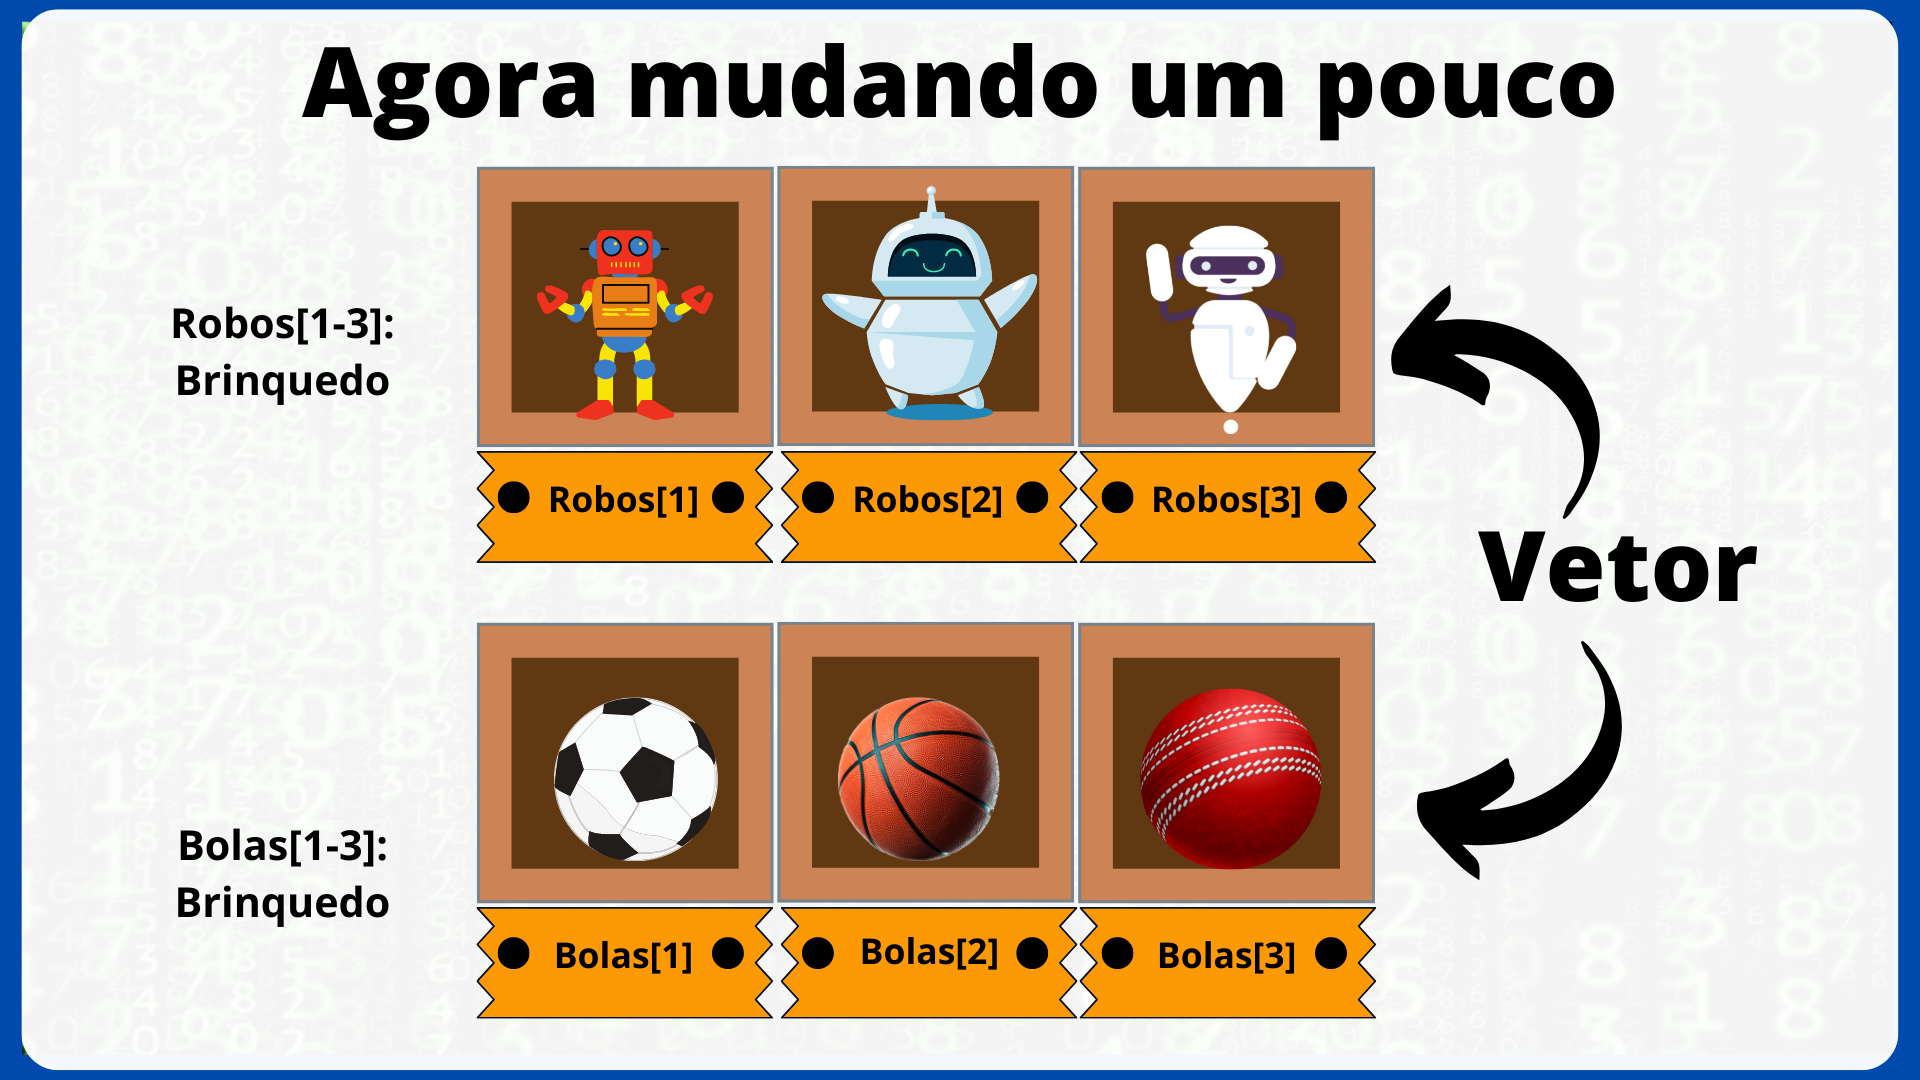 Agora mudando um pouco
Robos[1-3]:
Brinquedo
Robos[1]
Robos[2]
Robos[3]
Vetor
Bolas[1-3]:
Brinquedo
Bolas[1]
Bolas[2]
Bolas[3]